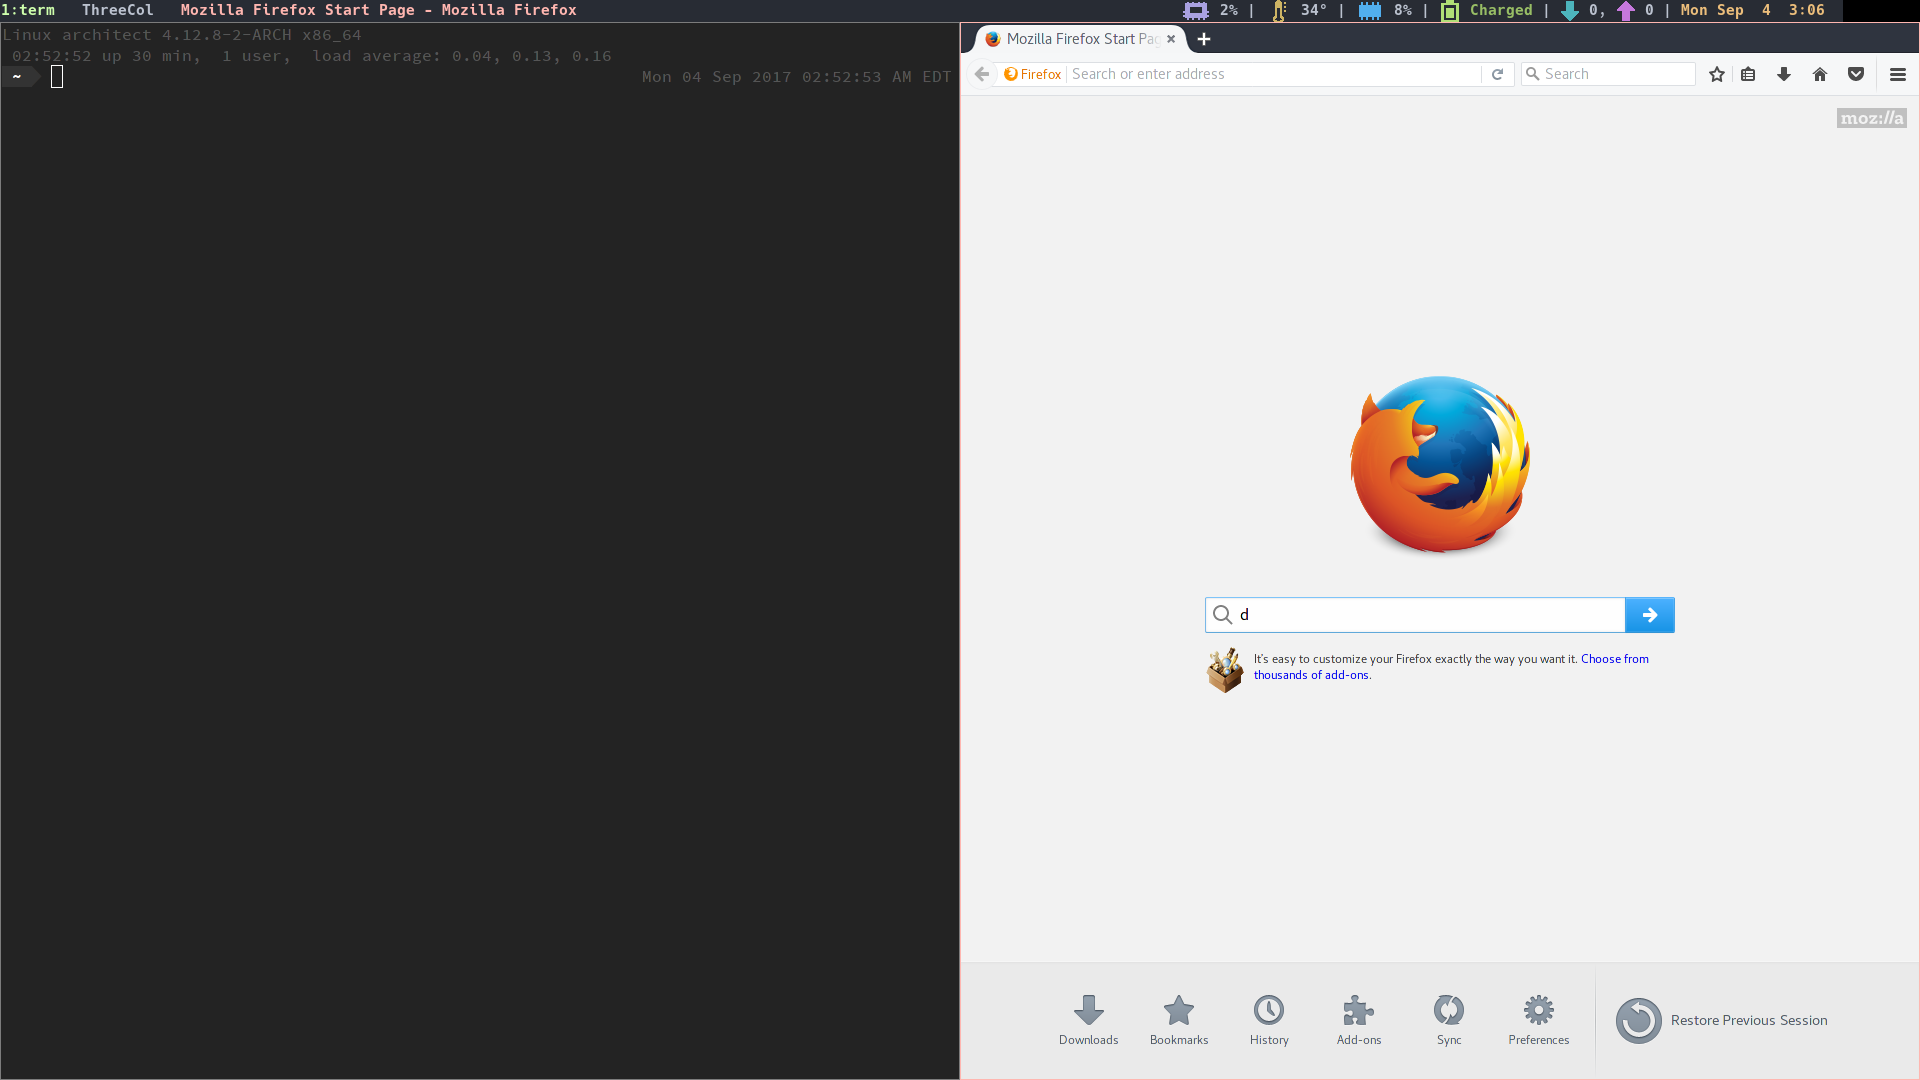 1:term ThreeCol Mozilla Firefox Start Page - Mozilla Firefox 2% | 34° | 8% | Charged | 0, 0 | Mon Sep 4 3:06
Linux architect 4.12.8-2-ARCH x86_64
02:52:52 up 30 min, 1 user, load average: 0.04, 0.13, 0.16
~ Mon 04 Sep 2017 02:52:53 AM EDT
Mozilla Firefox Start Pag
Firefox Search or enter address Search
moz://a
d
It's easy to customize your Firefox exactly the way you want it. Choose from
thousands of add-ons.
Downloads Bookmarks History Add-ons Sync Preferences Restore Previous Session